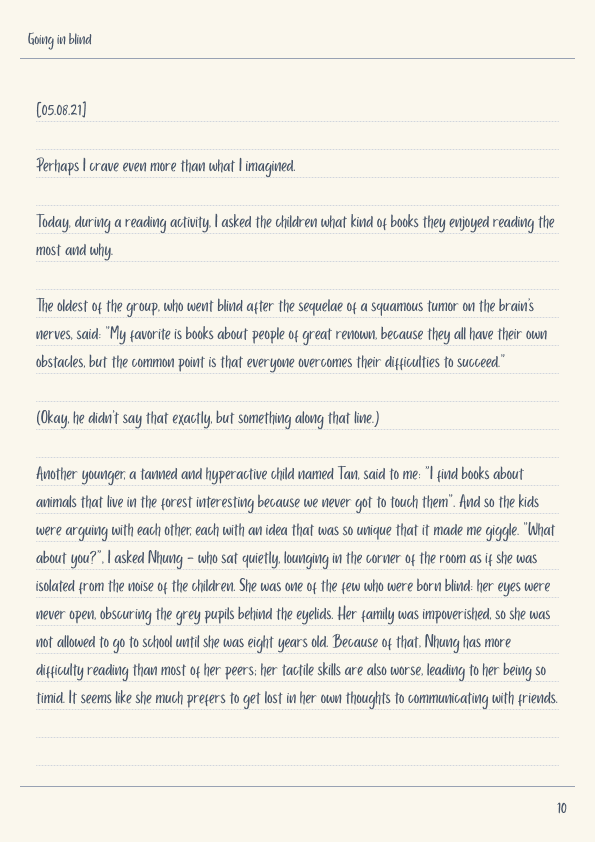 Going in blind
[05.08.21]
Perhaps I crave even more than what I imagined.
Today, during a reading activity, I asked the children what kind of books they enjoyed reading the
most and why.
The oldest of the group, who went blind after the sequelae of a squamous tumor on the brain's
nerves, said: "My favorite is books about people of great renown, because they all have their own
obstacles, but the common point is that everyone overcomes their difficulties to succeed."
(Okay, he didn't say that exactly, but something along that line.)
Another younger, a tanned and hyperactive child named Tan, said to me: "I find books about
animals that live in the forest interesting because we never got to touch them". And so the kids
were arguing with each other, each with an idea that was so unique that it made me giggle. "What
about you?", I asked Nhung – who sat quietly, lounging in the corner of the room as if she was
isolated from the noise of the children. She was one of the few who were born blind: her eyes were
never open, obscuring the grey pupils behind the eyelids. Her family was impoverished, so she was
not allowed to go to school until she was eight years old. Because of that, Nhung has more
difficulty reading than most of her peers; her tactile skills are also worse, leading to her being so
timid. It seems like she much prefers to get lost in her own thoughts to communicating with friends.
10